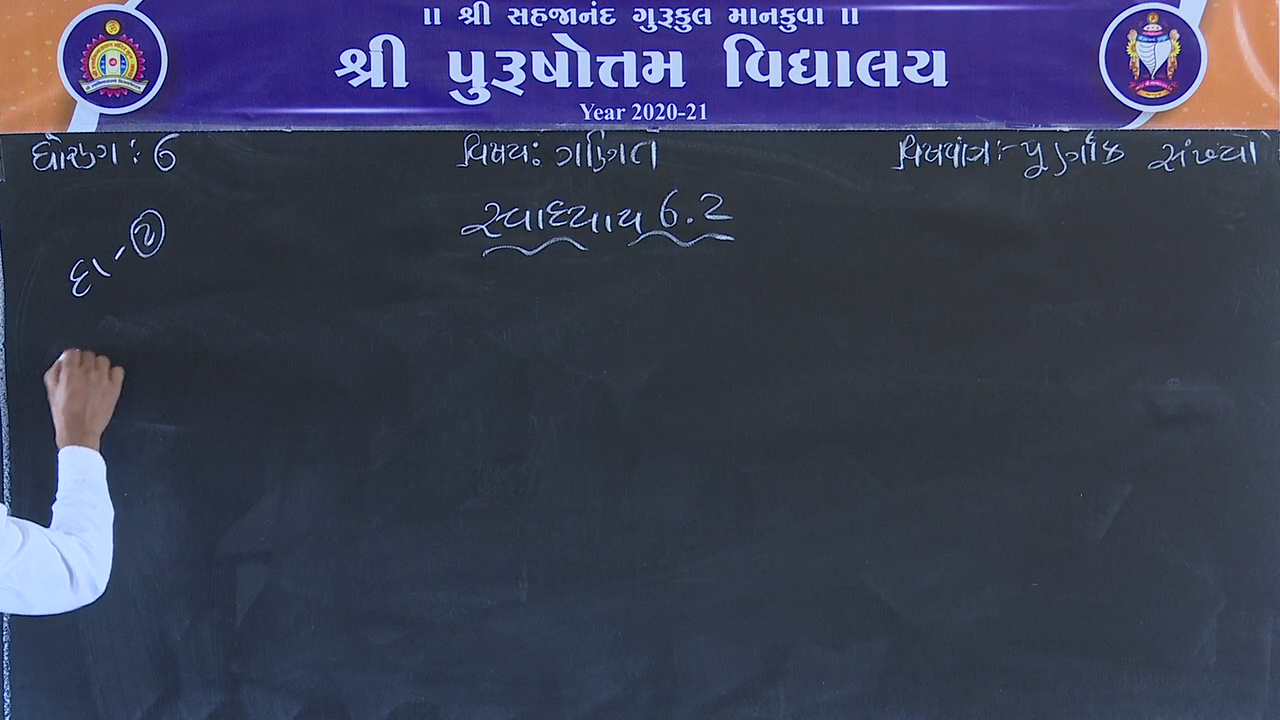 ॥ શ્રી સહજાનંદ ગુરૂકુલ માનકુવા ॥
શ્રી પુરૂષોત્તમ વિદ્યાલય
Year 2020-21
ધોરણ : 6
વિષય: ગણિત
વિષયાંગ :- પૂર્ણાંક સંખ્યા
સ્વાધ્યાય 6.2
દા - ②